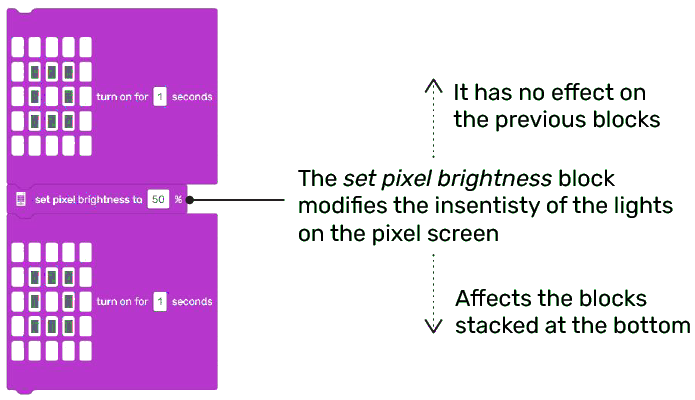 turn on for 1 seconds
set pixel brightness to 50 %
turn on for 1 seconds
It has no effect on
the previous blocks
The set pixel brightness block
modifies the insentisty of the lights
on the pixel screen
Affects the blocks
stacked at the bottom